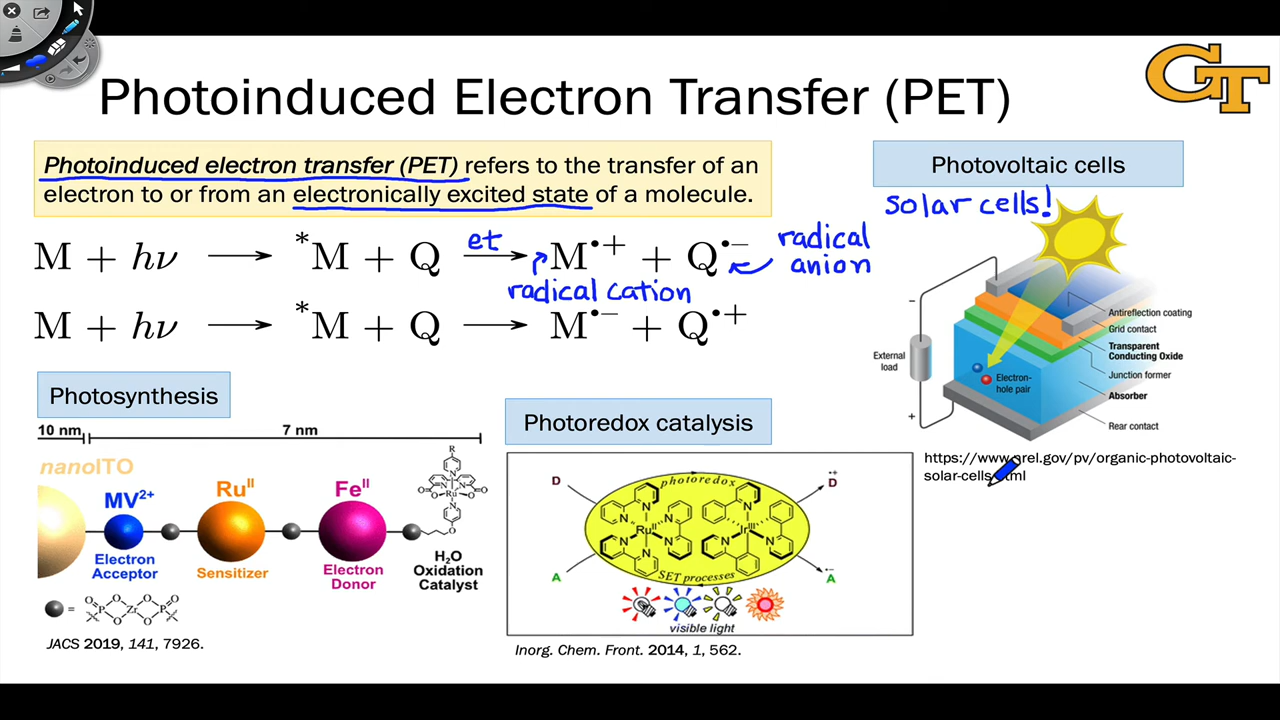 Photoinduced Electron Transfer (PET)
GT
Photoinduced electron transfer (PET) refers to the transfer of an
electron to or from an electronically excited state of a molecule.
M + hν ⟶ *M + Q et⟶ M•+ + Q•−
radical
anion
radical cation
M + hν ⟶ *M + Q ⟶ M•− + Q•+
Photovoltaic cells
solar cells!
−
External
load
+
Electron-
hole pair
Antireflection coating
Grid contact
Transparent
Conducting Oxide
Junction former
Absorber
Rear contact
https://www.nrel.gov/pv/organic-photovoltaic-
solar-cells.html
Photosynthesis
10 nm
7 nm
nanoITO
MV2+
Electron
Acceptor
RuII
Sensitizer
FeII
Electron
Donor
R
Ru
H2O
Oxidation
Catalyst
=
JACS 2019, 141, 7926.
Photoredox catalysis
photoredox
D
D•+
RuII
IrIII
A
A•−
SET processes
visible light
Inorg. Chem. Front. 2014, 1, 562.